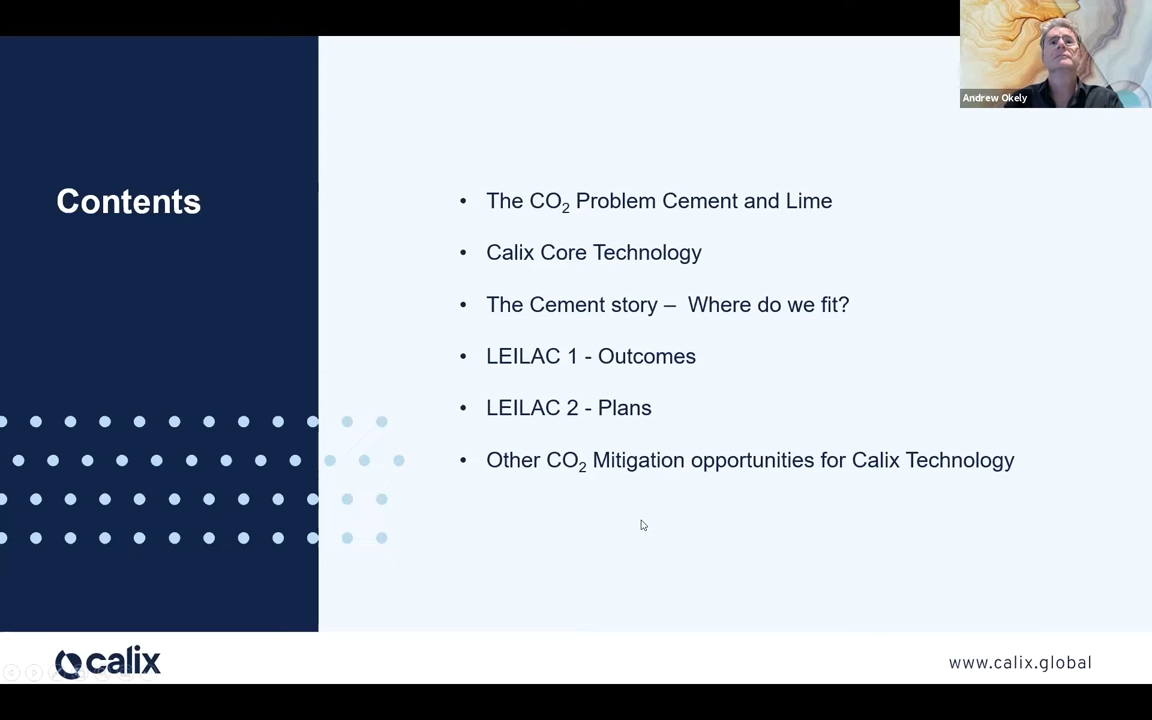 Andrew Okely
Contents
• The CO₂ Problem Cement and Lime
• Calix Core Technology
• The Cement story – Where do we fit?
• LEILAC 1 - Outcomes
• LEILAC 2 - Plans
• Other CO₂ Mitigation opportunities for Calix Technology
calix
www.calix.global